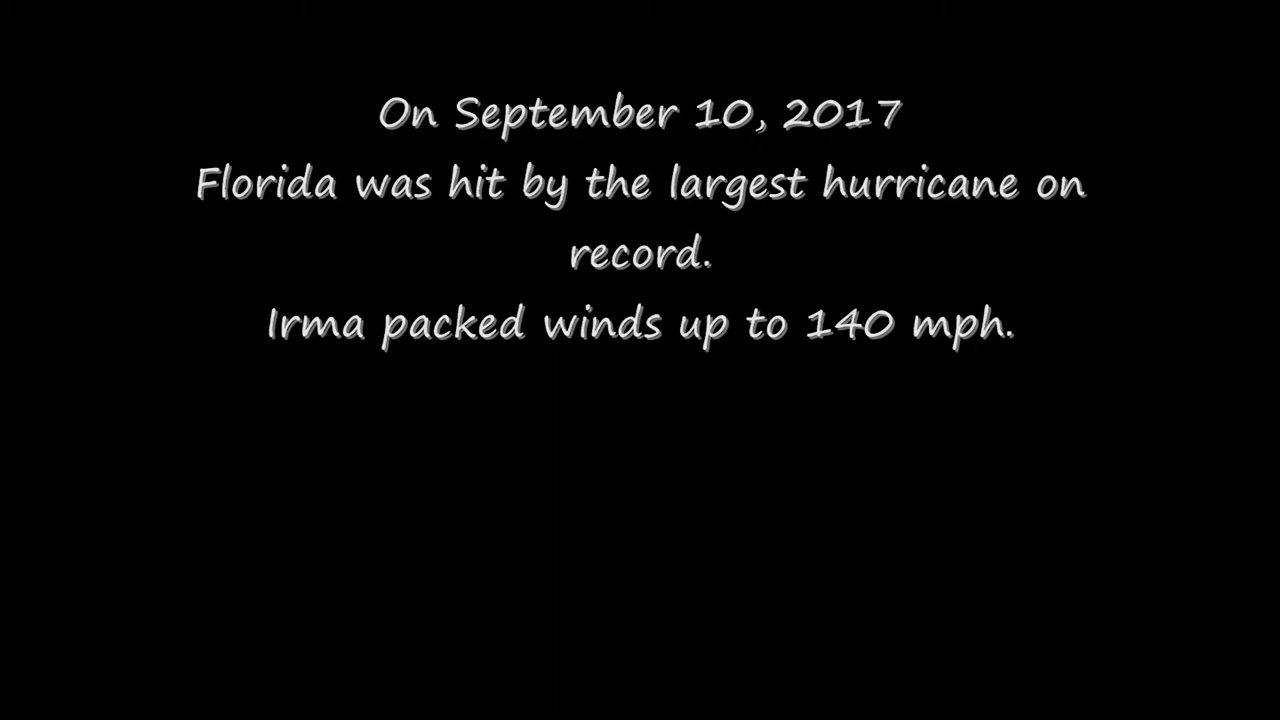 On September 10, 2017
Florida was hit by the largest hurricane on
record.
Irma packed winds up to 140 mph.